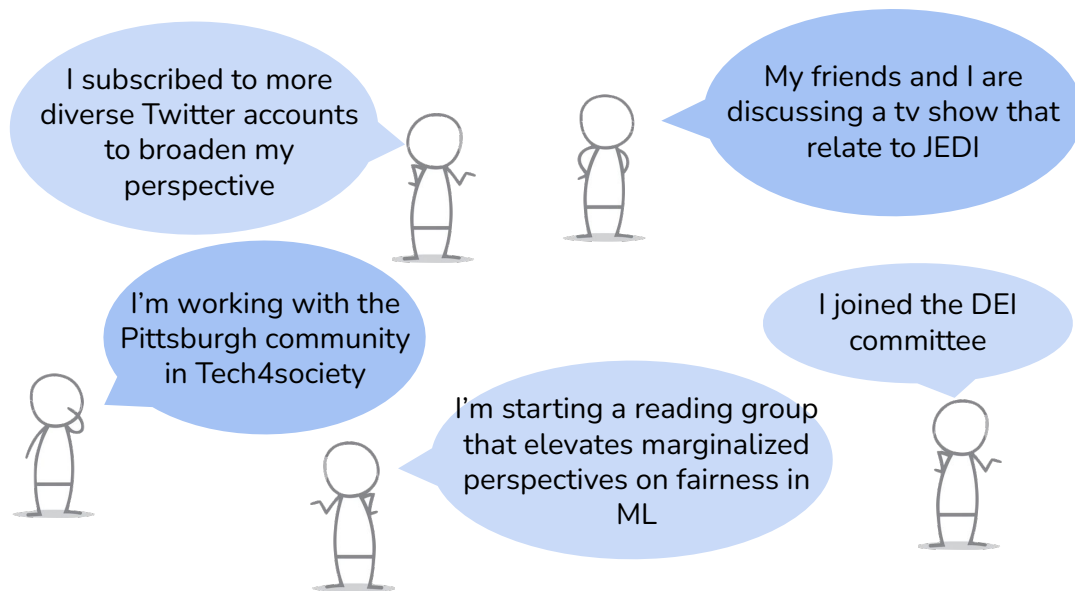 I subscribed to more
diverse Twitter accounts
to broaden my
perspective
My friends and I are
discussing a tv show that
relate to JEDI
I'm working with the
Pittsburgh community
in Tech4society
I joined the DEI
committee
I'm starting a reading group
that elevates marginalized
perspectives on fairness in
ML